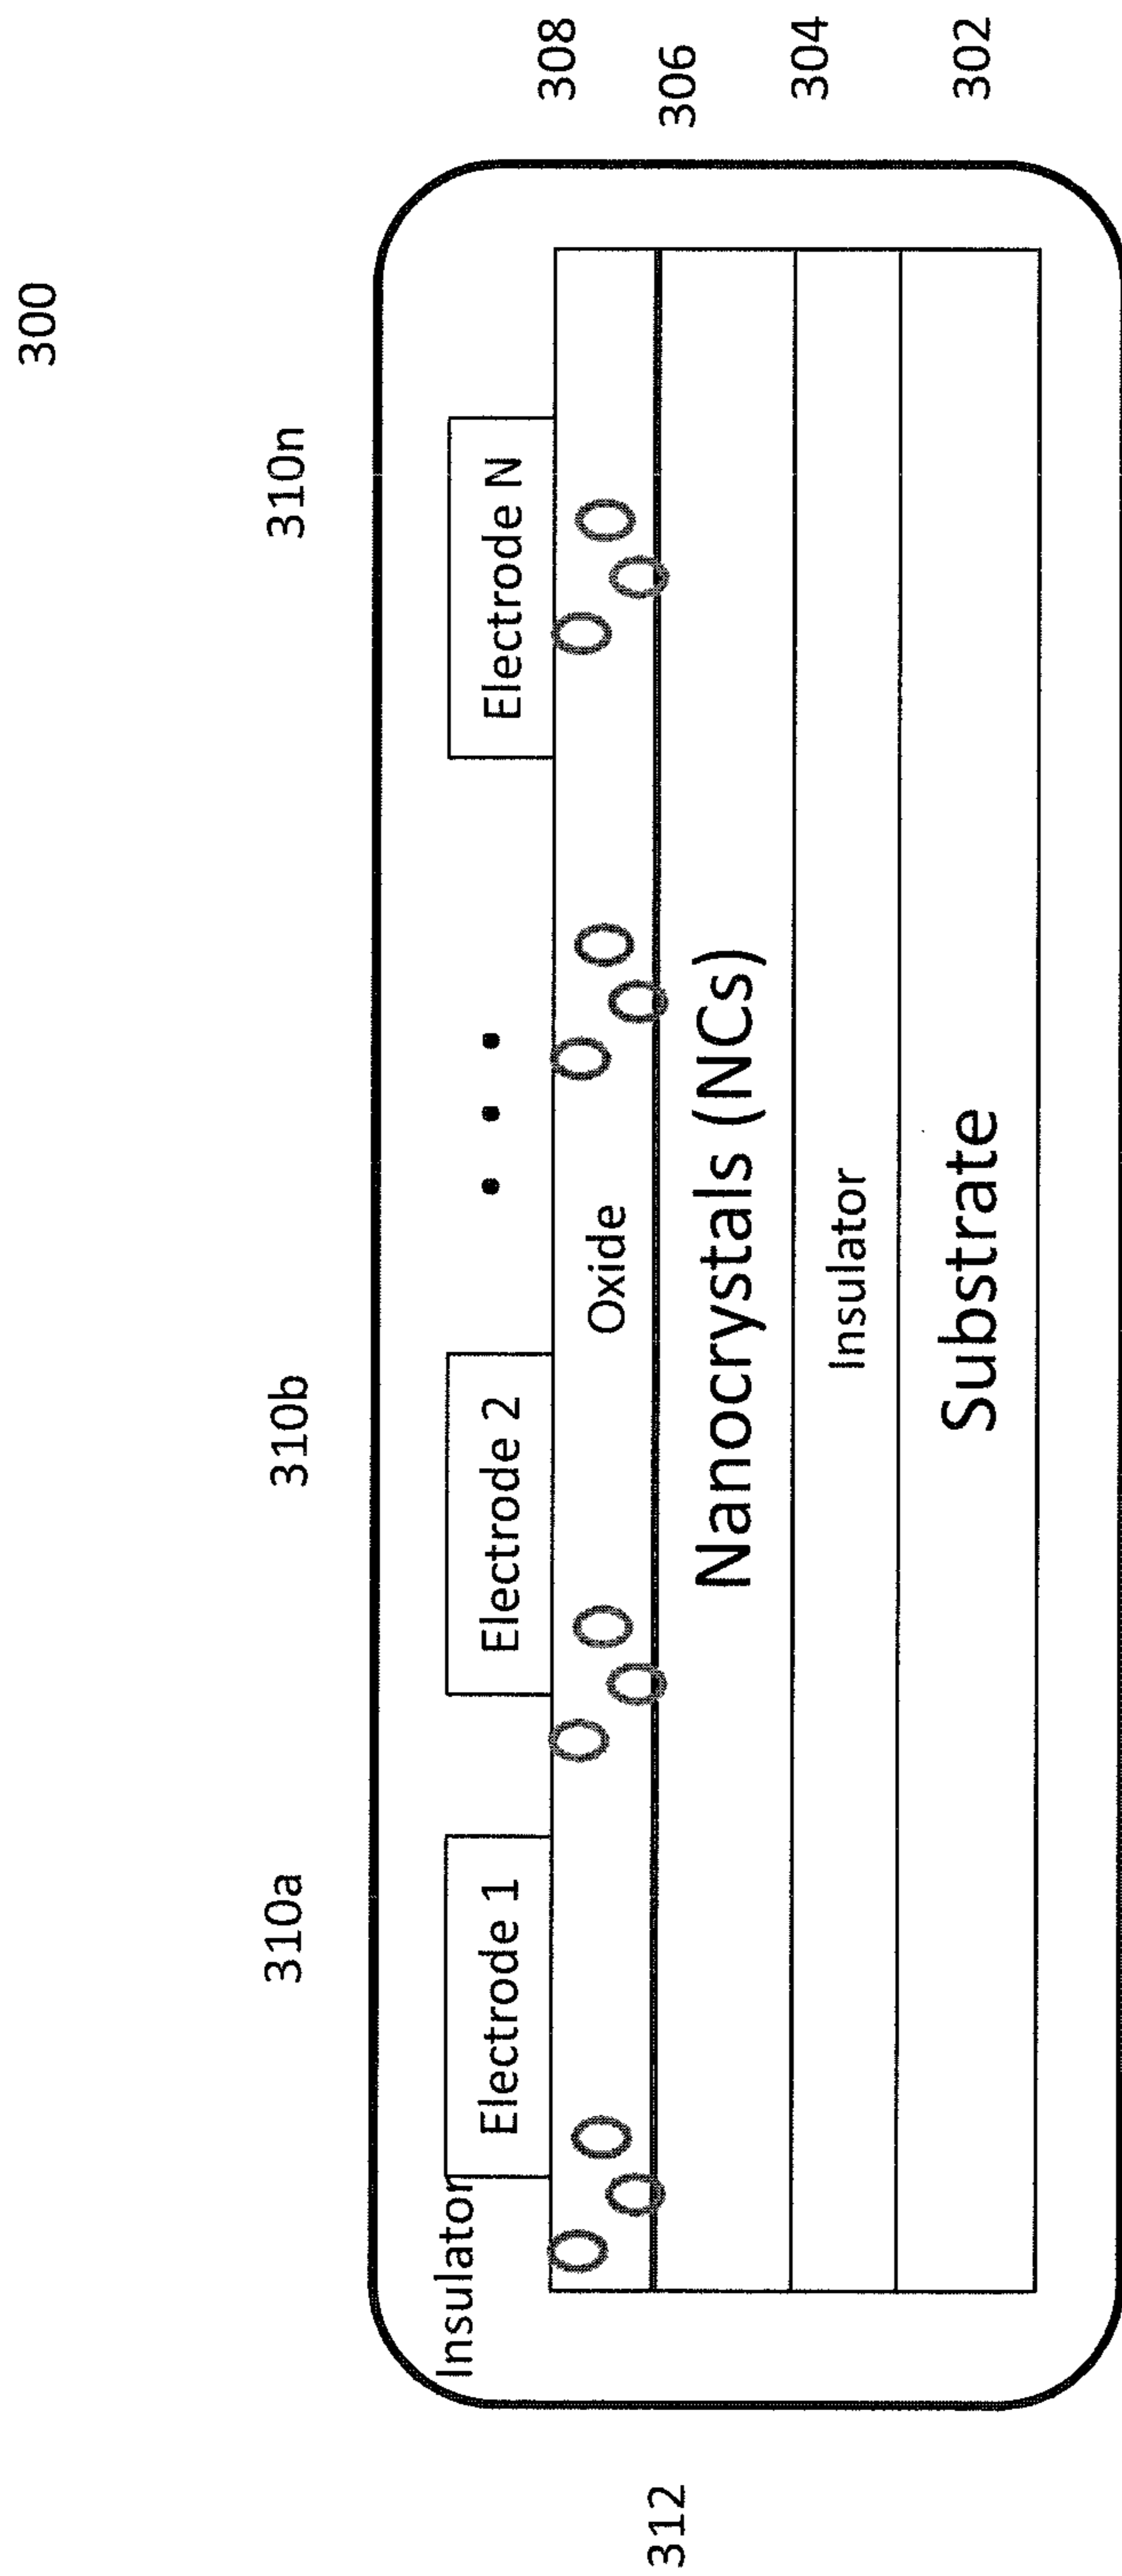 300
310a
310b
310n
Insulator
Electrode 1
Electrode 2
• • •
Electrode N
Oxide
308
Nanocrystals (NCs)
306
Insulator
304
Substrate
302
312